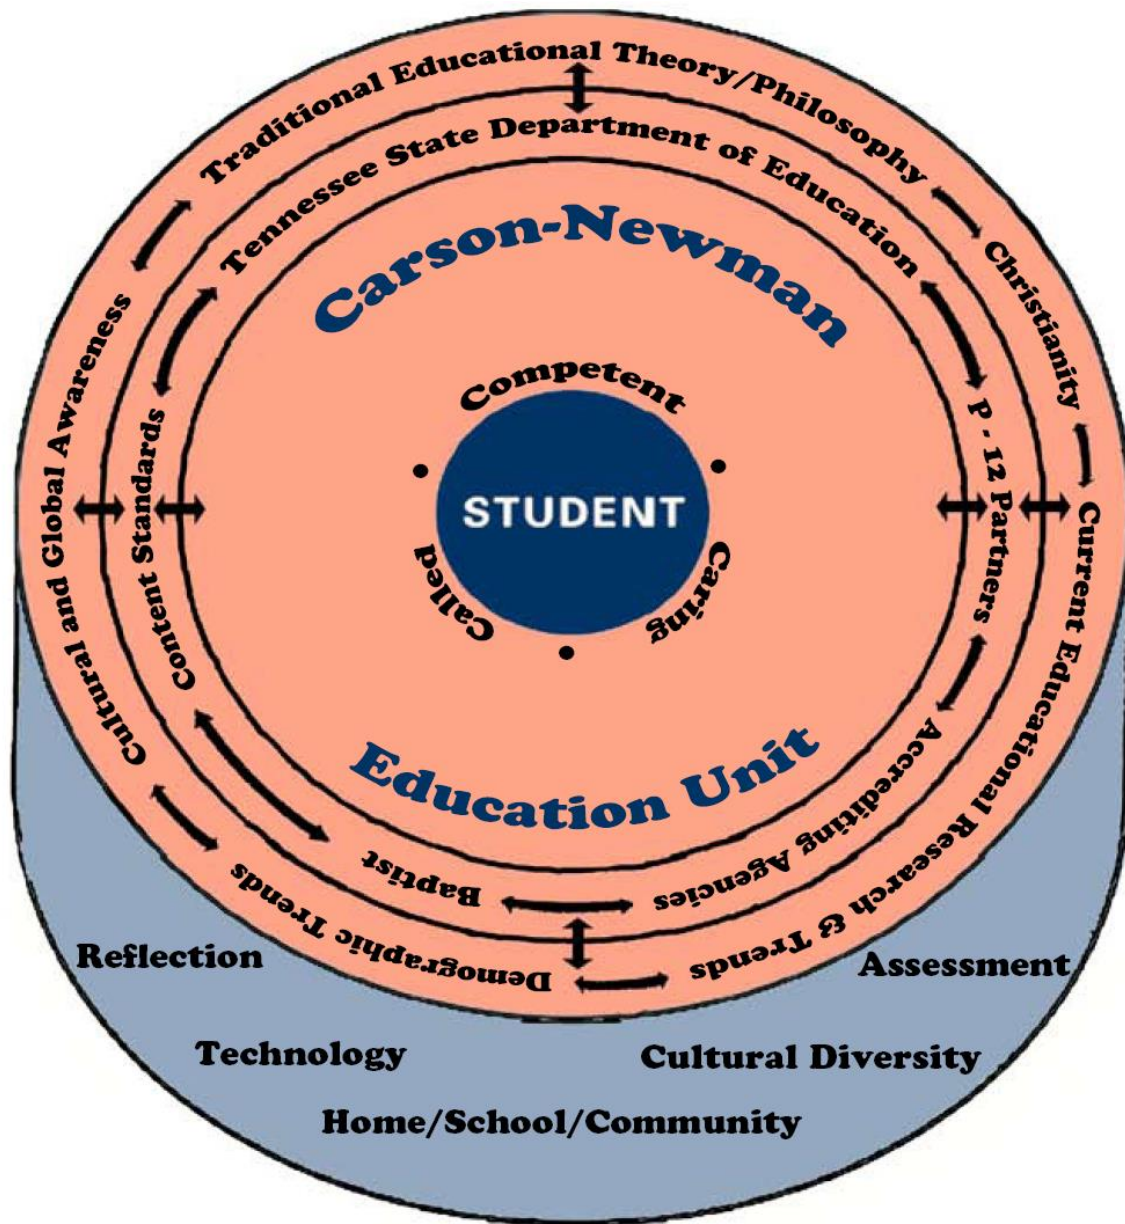 Traditional Educational Theory/Philosophy
Christianity
Current Educational Research & Trends
Demographic Trends
Cultural and Global Awareness
Tennessee State Department of Education
P - 12 Partners
Accrediting Agencies
Baptist
Content Standards
Carson-Newman
Competent
STUDENT
Caring
Called
Education Unit
Reflection
Assessment
Technology
Cultural Diversity
Home/School/Community